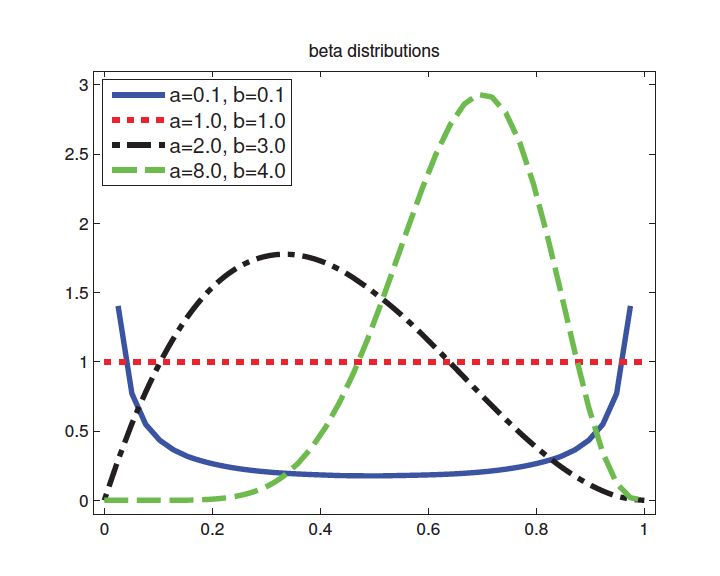 beta distributions
3
a=0.1, b=0.1
a=1.0, b=1.0
2.5
a=2.0, b=3.0
a=8.0, b=4.0
2
1.5
1
0.5
0
0 0.2 0.4 0.6 0.8 1